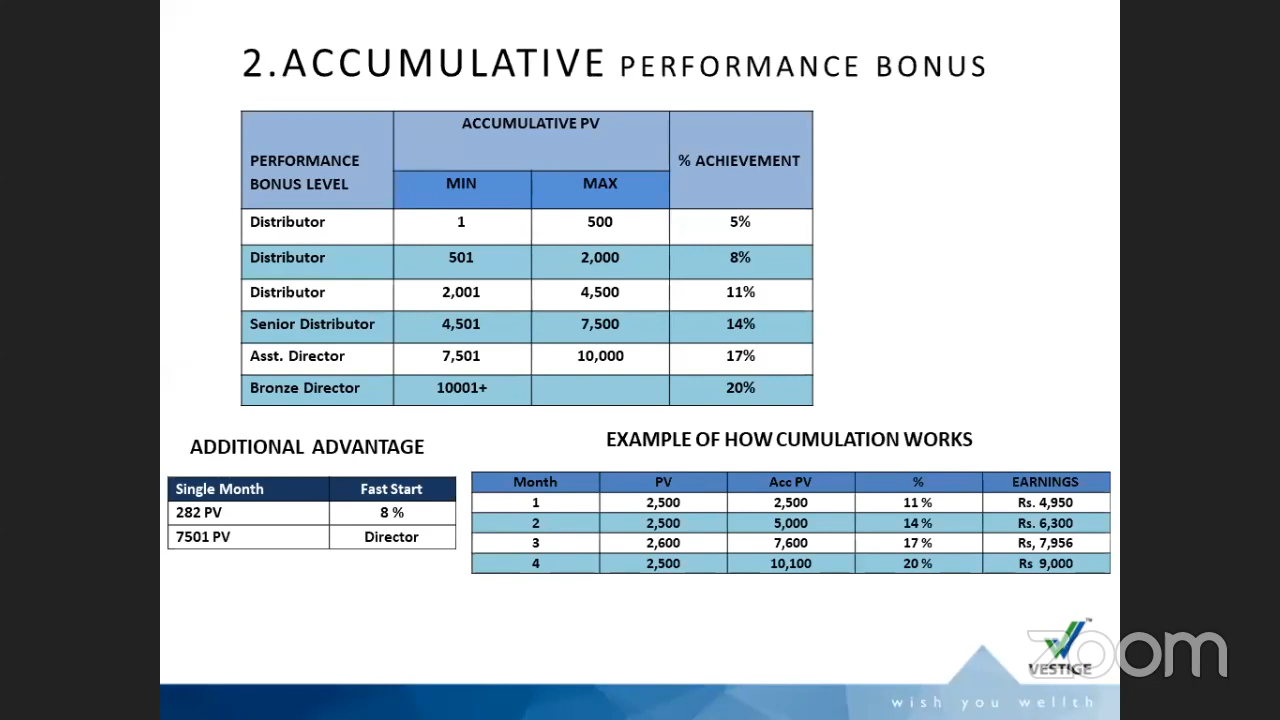 2.ACCUMULATIVE PERFORMANCE BONUS
PERFORMANCE BONUS LEVEL ACCUMULATIVE PV % ACHIEVEMENT
MIN MAX
Distributor 1 500 5%
Distributor 501 2,000 8%
Distributor 2,001 4,500 11%
Senior Distributor 4,501 7,500 14%
Asst. Director 7,501 10,000 17%
Bronze Director 10001+ 20%
ADDITIONAL ADVANTAGE
Single Month Fast Start
282 PV 8 %
7501 PV Director
EXAMPLE OF HOW CUMULATION WORKS
Month PV Acc PV % EARNINGS
1 2,500 2,500 11 % Rs. 4,950
2 2,500 5,000 14 % Rs. 6,300
3 2,600 7,600 17 % Rs, 7,956
4 2,500 10,100 20 % Rs 9,000
zoom
VESTIGE
TM
wish you wellth